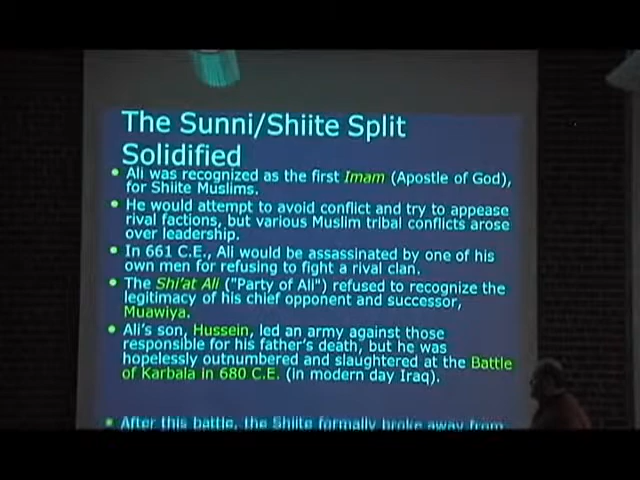 The Sunni/Shiite Split
Solidified
• Ali was recognized as the first Imam (Apostle of God),
for Shiite Muslims.
• He would attempt to avoid conflict and try to appease
rival factions, but various Muslim tribal conflicts arose
over leadership.
• In 661 C.E., Ali would be assassinated by one of his
own men for refusing to fight a rival clan.
• The Shi'at Ali ("Party of Ali") refused to recognize the
legitimacy of his chief opponent and successor,
Muawiya.
• Ali's son, Hussein, led an army against those
responsible for his father's death, but he was
hopelessly outnumbered and slaughtered at the Battle
of Karbala in 680 C.E. (in modern day Iraq).
• After this battle, the Shiite formally broke away from